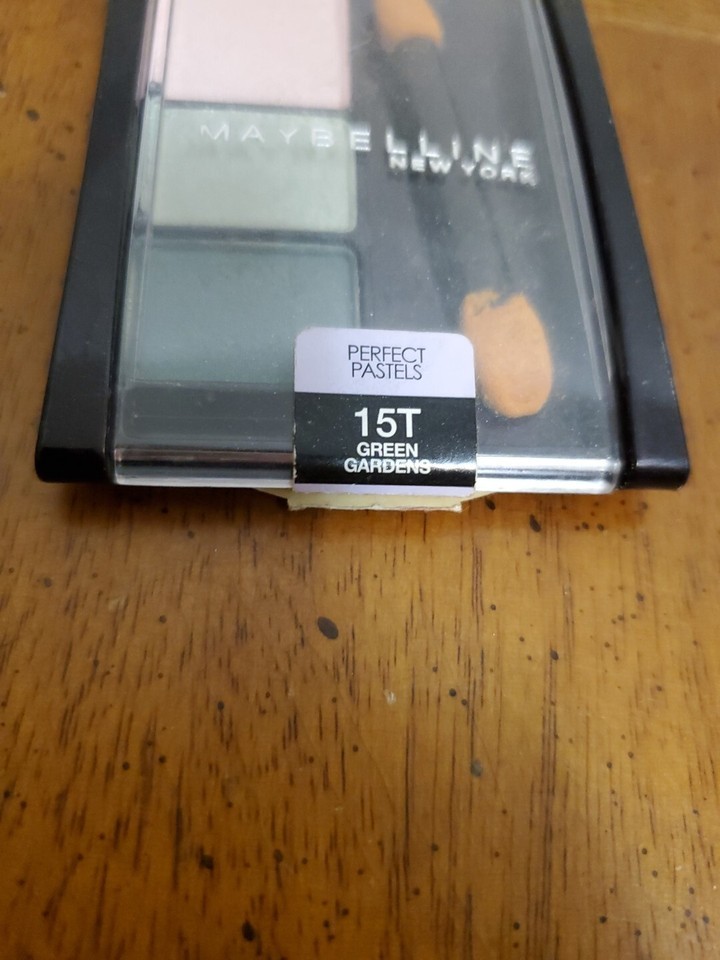 MAYBELLINE
NEW YORK
PERFECT
PASTELS
15T
GREEN
GARDENS